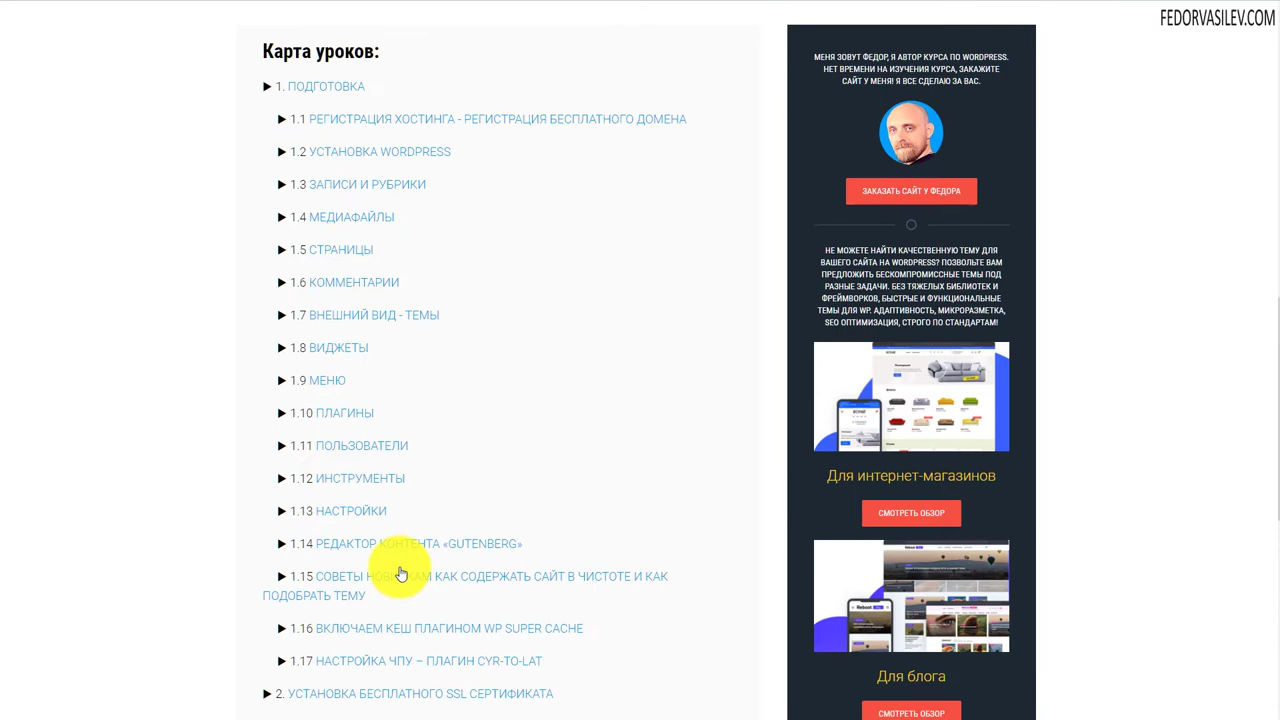 FEDORVASILEV.COM
Карта уроков:
1. ПОДГОТОВКА
1.1 РЕГИСТРАЦИЯ ХОСТИНГА - РЕГИСТРАЦИЯ БЕСПЛАТНОГО ДОМЕНА
1.2 УСТАНОВКА WORDPRESS
1.3 ЗАПИСИ И РУБРИКИ
1.4 МЕДИАФАЙЛЫ
1.5 СТРАНИЦЫ
1.6 КОММЕНТАРИИ
1.7 ВНЕШНИЙ ВИД - ТЕМЫ
1.8 ВИДЖЕТЫ
1.9 МЕНЮ
1.10 ПЛАГИНЫ
1.11 ПОЛЬЗОВАТЕЛИ
1.12 ИНСТРУМЕНТЫ
1.13 НАСТРОЙКИ
1.14 РЕДАКТОР КОНТЕНТА «GUTENBERG»
1.15 СОВЕТЫ НОВИЧКАМ КАК СОДЕРЖАТЬ САЙТ В ЧИСТОТЕ И КАК
ПОДОБРАТЬ ТЕМУ
1.16 ВКЛЮЧАЕМ КЕШ ПЛАГИНОМ WP SUPER CACHE
1.17 НАСТРОЙКА ЧПУ – ПЛАГИН CYR-TO-LAT
2. УСТАНОВКА БЕСПЛАТНОГО SSL СЕРТИФИКАТА
МЕНЯ ЗОВУТ ФЕДОР, Я АВТОР КУРСА ПО WORDPRESS.
НЕТ ВРЕМЕНИ НА ИЗУЧЕНИЯ КУРСА, ЗАКАЖИТЕ
САЙТ У МЕНЯ! Я ВСЕ СДЕЛАЮ ЗА ВАС.
ЗАКАЗАТЬ САЙТ У ФЕДОРА
НЕ МОЖЕТЕ НАЙТИ КАЧЕСТВЕННУЮ ТЕМУ ДЛЯ
ВАШЕГО САЙТА НА WORDPRESS? ПОЗВОЛЬТЕ ВАМ
ПРЕДЛОЖИТЬ БЕСКОМПРОМИССНЫЕ ТЕМЫ ПОД
РАЗНЫЕ ЗАДАЧИ. БЕЗ ТЯЖЕЛЫХ БИБЛИОТЕК И
ФРЕЙМВОРКОВ, БЫСТРЫЕ И ФУНКЦИОНАЛЬНЫЕ
ТЕМЫ ДЛЯ WP. АДАПТИВНОСТЬ, МИКРОРАЗМЕТКА,
SEO ОПТИМИЗАЦИЯ, СТРОГО ПО СТАНДАРТАМ!
Для интернет-магазинов
СМОТРЕТЬ ОБЗОР
Reboot
Reboot
Для блога
СМОТРЕТЬ ОБЗОР